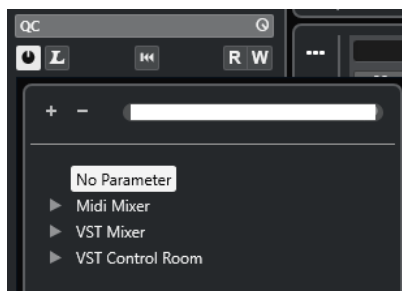 QC
L
R W
+ -
No Parameter
Midi Mixer
VST Mixer
VST Control Room